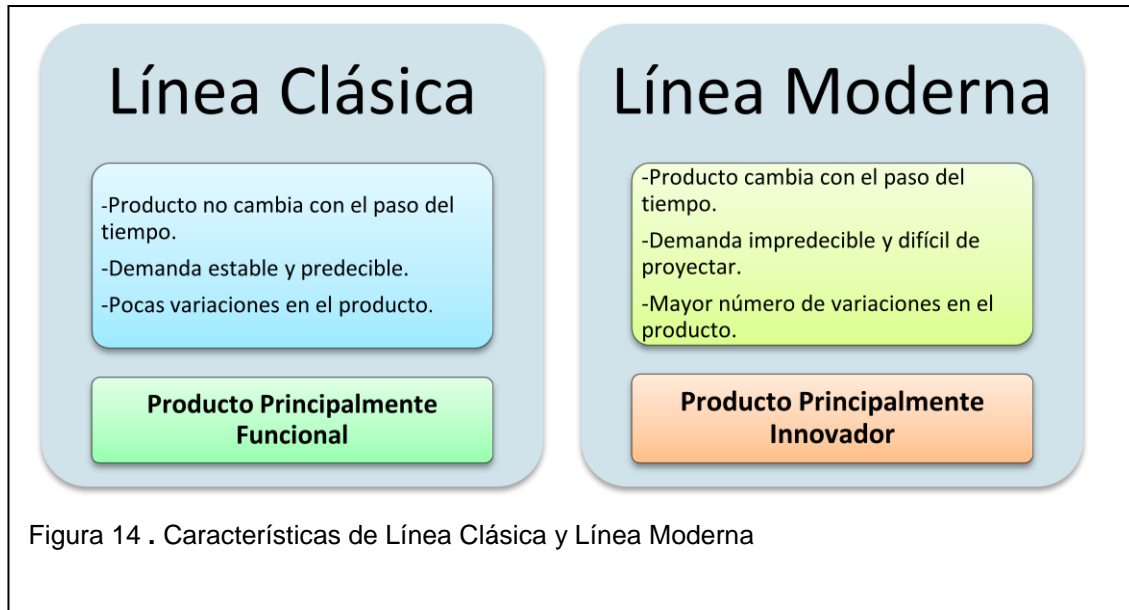 Línea Clásica
-Producto no cambia con el paso del
tiempo.
-Demanda estable y predecible.
-Pocas variaciones en el producto.
Producto Principalmente
Funcional
Línea Moderna
-Producto cambia con el paso del
tiempo.
-Demanda impredecible y difícil de
proyectar.
-Mayor número de variaciones en el
producto.
Producto Principalmente
Innovador
Figura 14 . Características de Línea Clásica y Línea Moderna